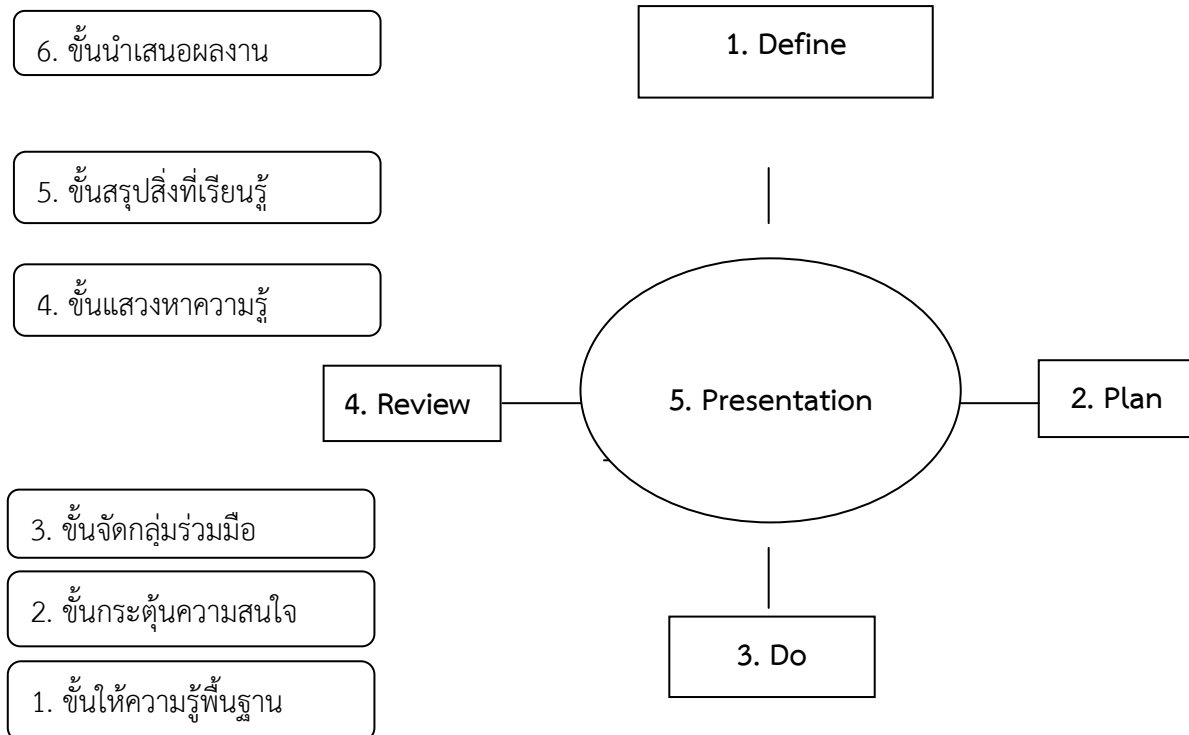 6. ขั้นนำเสนอผลงาน
1. Define
5. ขั้นสรุปสิ่งที่เรียนรู้
4. ขั้นแสวงหาความรู้
4. Review
5. Presentation
2. Plan
3. ขั้นจัดกลุ่มร่วมมือ
2. ขั้นกระตุ้นความสนใจ
3. Do
1. ขั้นให้ความรู้พื้นฐาน